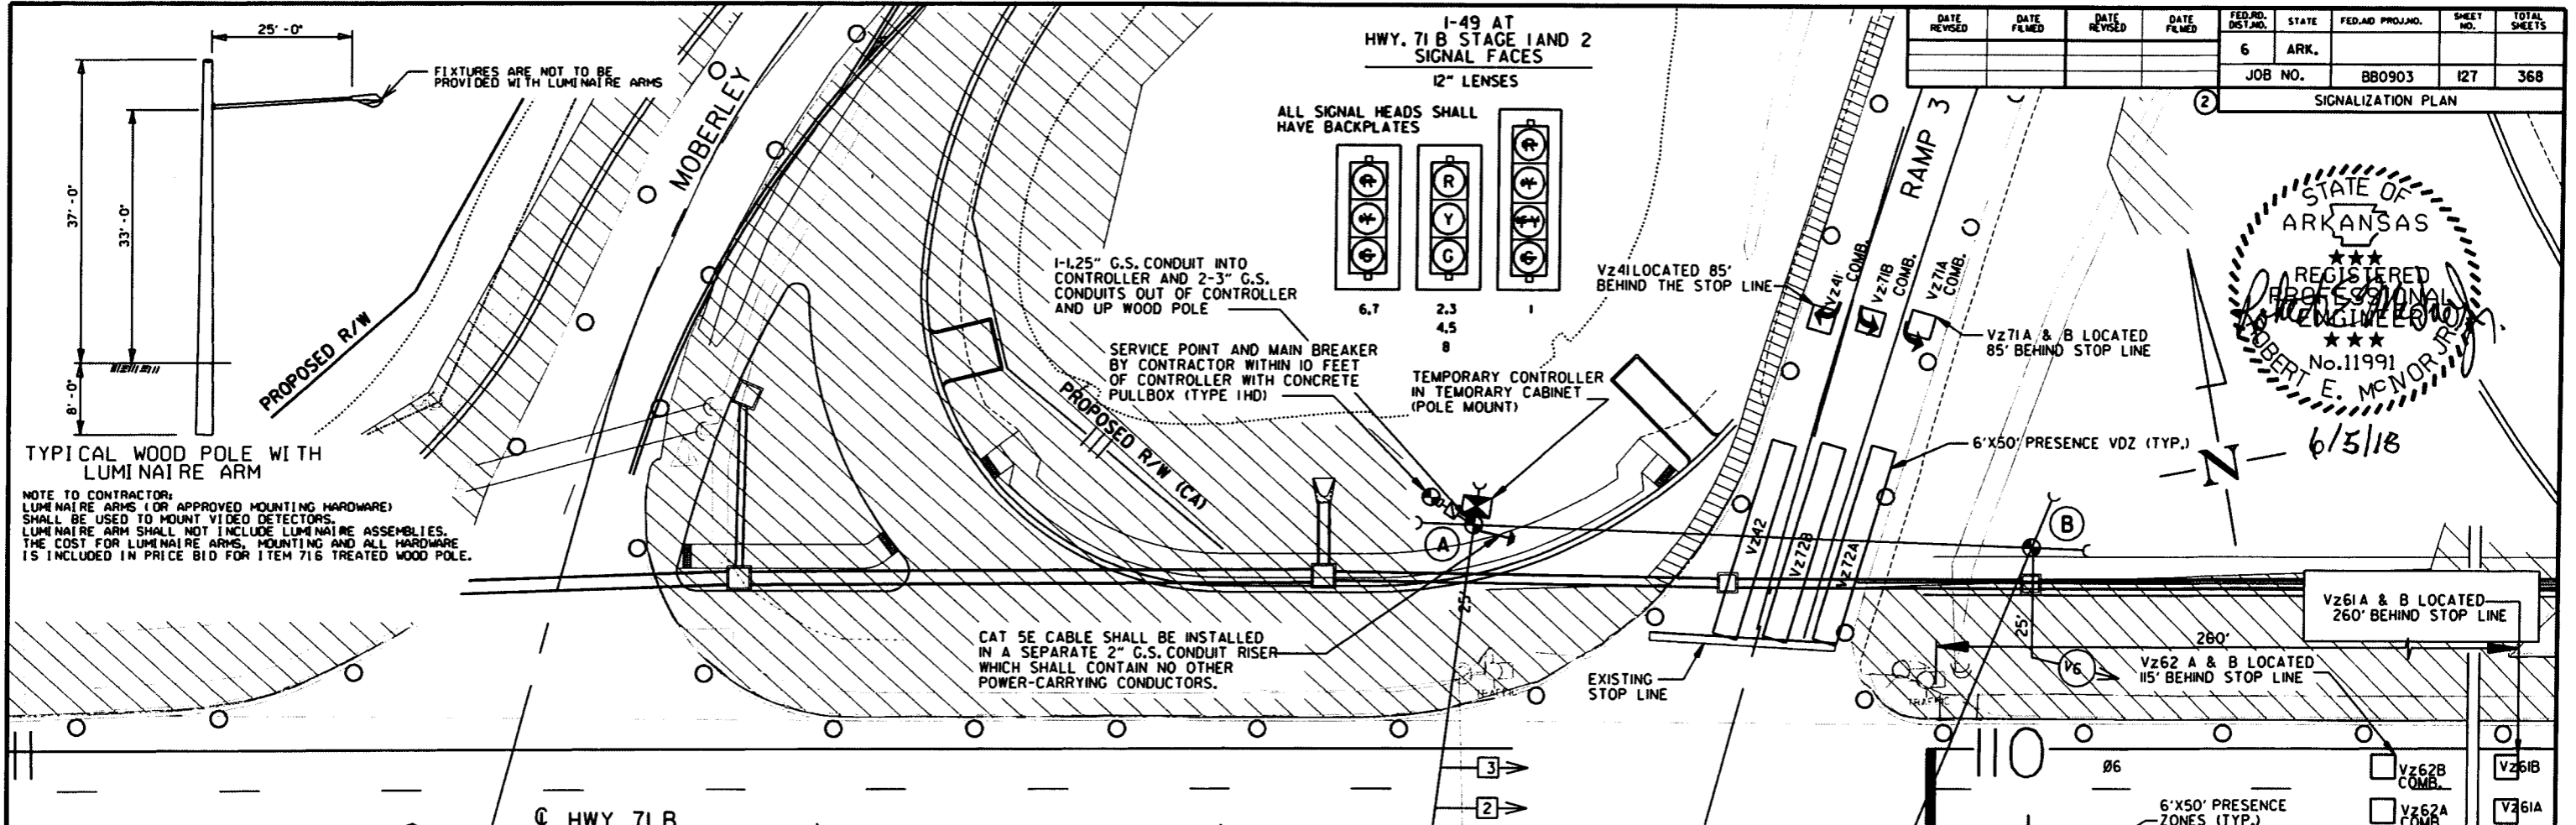 25'-0"
FIXTURES ARE NOT TO BE
PROVIDED WITH LUMINAIRE ARMS
37'-0"
33'-0"
8'-0"
TYPICAL WOOD POLE WITH
LUMINAIRE ARM
NOTE TO CONTRACTOR:
LUMINAIRE ARMS (OR APPROVED MOUNTING HARDWARE)
SHALL BE USED TO MOUNT VIDEO DETECTORS.
LUMINAIRE ARM SHALL NOT INCLUDE LUMINAIRE ASSEMBLIES.
THE COST FOR LUMINAIRE ARMS, MOUNTING AND ALL HARDWARE
IS INCLUDED IN PRICE BID FOR ITEM 716 TREATED WOOD POLE.
PROPOSED R/W
MOBERLEY
I-49 AT
HWY. 71 B STAGE 1 AND 2
SIGNAL FACES
12" LENSES
ALL SIGNAL HEADS SHALL
HAVE BACKPLATES
R
Y
G
R
Y
G
R
Y
Y
G
6,7
2,3
4,5
8
1
1-1.25" G.S. CONDUIT INTO
CONTROLLER AND 2-3" G.S.
CONDUITS OUT OF CONTROLLER
AND UP WOOD POLE
SERVICE POINT AND MAIN BREAKER
BY CONTRACTOR WITHIN 10 FEET
OF CONTROLLER WITH CONCRETE
PULLBOX (TYPE 1HD)
TEMPORARY CONTROLLER
IN TEMORARY CABINET
(POLE MOUNT)
PROPOSED R/W (CA)
Vz41 LOCATED 85'
BEHIND THE STOP LINE
RAMP 3
Vz41 COMB.
Vz71B COMB.
Vz71A COMB.
Vz71A & B LOCATED
85' BEHIND STOP LINE
6'X50' PRESENCE VDZ (TYP.)
Vz42
Vz72B
Vz72A
A
B
25'
25'
CAT 5E CABLE SHALL BE INSTALLED
IN A SEPARATE 2" G.S. CONDUIT RISER
WHICH SHALL CONTAIN NO OTHER
POWER-CARRYING CONDUCTORS.
EXISTING
STOP LINE
V6
260'
Vz61A & B LOCATED
260' BEHIND STOP LINE
Vz62 A & B LOCATED
115' BEHIND STOP LINE
TRAFFIC
TRAFFIC
11
110
3
2
℄ HWY 71B
Ø6
Vz62B
COMB.
Vz61B
Vz62A
COMB
Vz61A
6'X50' PRESENCE
ZONES (TYP.)
N
DATE REVISED
DATE FILMED
DATE REVISED
DATE FILMED
FED.RD. DIST.NO.
STATE
FED.AID PROJ.NO.
SHEET NO.
TOTAL SHEETS
6
ARK.
JOB NO.
BB0903
127
368
2
SIGNALIZATION PLAN
STATE OF
ARKANSAS
REGISTERED
PROFESSIONAL
ENGINEER
No.11991
ROBERT E. McNOR JR.
6/5/18